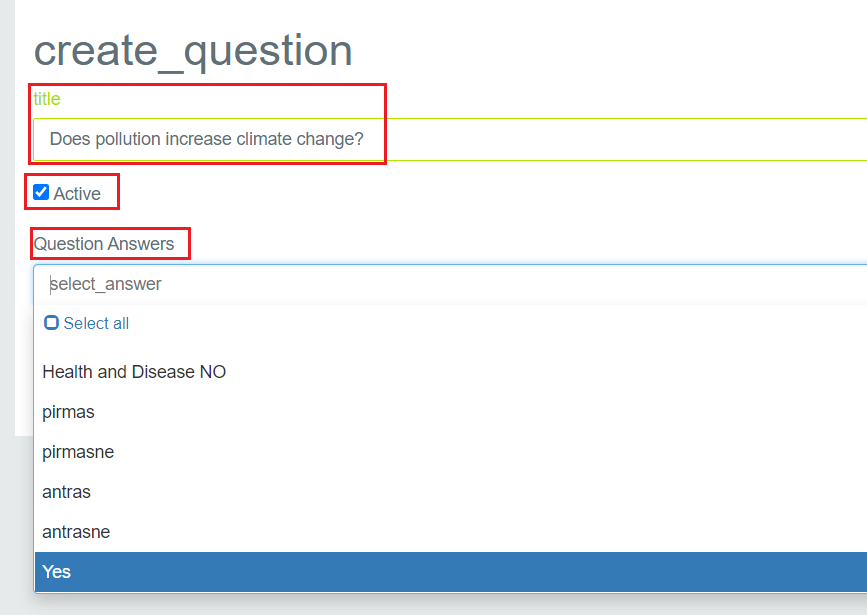 create_question
title
Does pollution increase climate change?
Active
Question Answers
select_answer
Select all
Health and Disease NO
pirmas
pirmasne
antras
antrasne
Yes